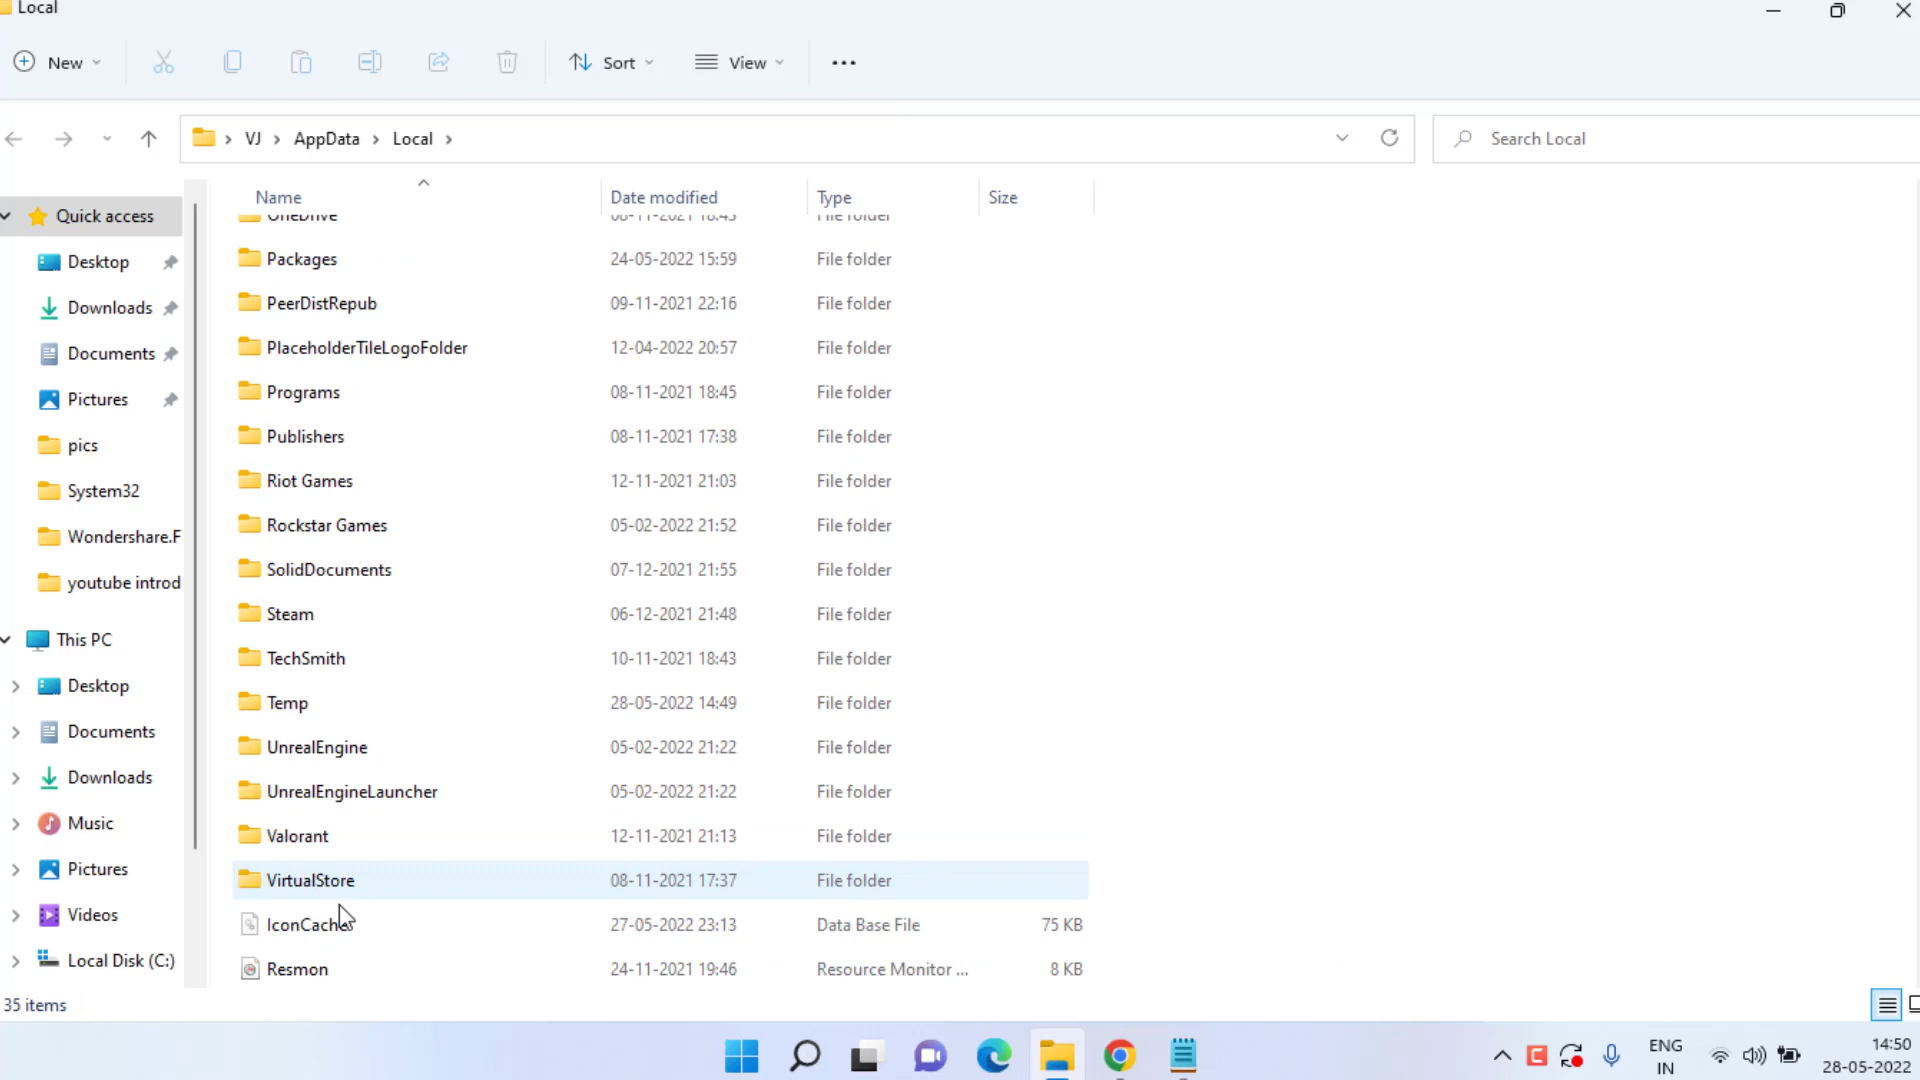 Local
New
Sort
View
VJ
AppData
Local
Search Local
Name
Date modified
Type
Size
Quick access
Desktop
Downloads
Documents
Pictures
pics
System32
Wondershare.F
youtube introd
This PC
Desktop
Documents
Downloads
Music
Pictures
Videos
Local Disk (C:)
OneDrive 08-11-2021 18:45 File folder
Packages 24-05-2022 15:59 File folder
PeerDistRepub 09-11-2021 22:16 File folder
PlaceholderTileLogoFolder 12-04-2022 20:57 File folder
Programs 08-11-2021 18:45 File folder
Publishers 08-11-2021 17:38 File folder
Riot Games 12-11-2021 21:03 File folder
Rockstar Games 05-02-2022 21:52 File folder
SolidDocuments 07-12-2021 21:55 File folder
Steam 06-12-2021 21:48 File folder
TechSmith 10-11-2021 18:43 File folder
Temp 28-05-2022 14:49 File folder
UnrealEngine 05-02-2022 21:22 File folder
UnrealEngineLauncher 05-02-2022 21:22 File folder
Valorant 12-11-2021 21:13 File folder
VirtualStore 08-11-2021 17:37 File folder
IconCache 27-05-2022 23:13 Data Base File 75 KB
Resmon 24-11-2021 19:46 Resource Monitor ... 8 KB
35 items
ENG
IN
14:50
28-05-2022